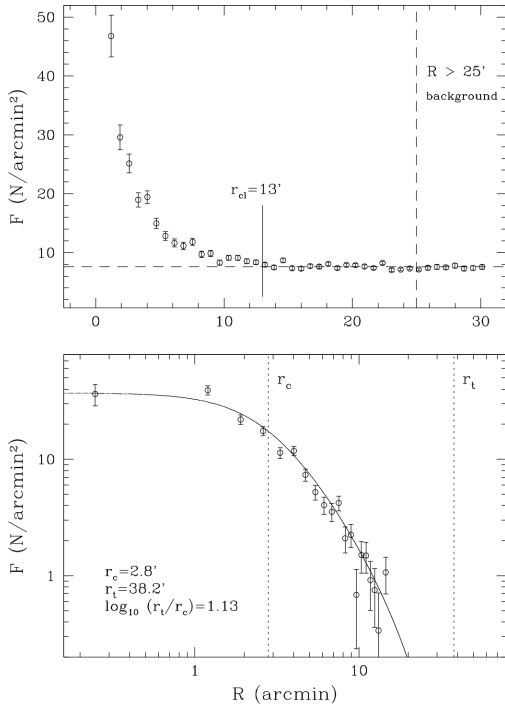 50
40
30
20
10
F (N/arcmin²)
R > 25'
background
r_cl=13'
0 10 20 30
10
1
F (N/arcmin²)
r_c
r_t
r_c=2.8'
r_t=38.2'
log₁₀ (r_t/r_c)=1.13
1 10
R (arcmin)